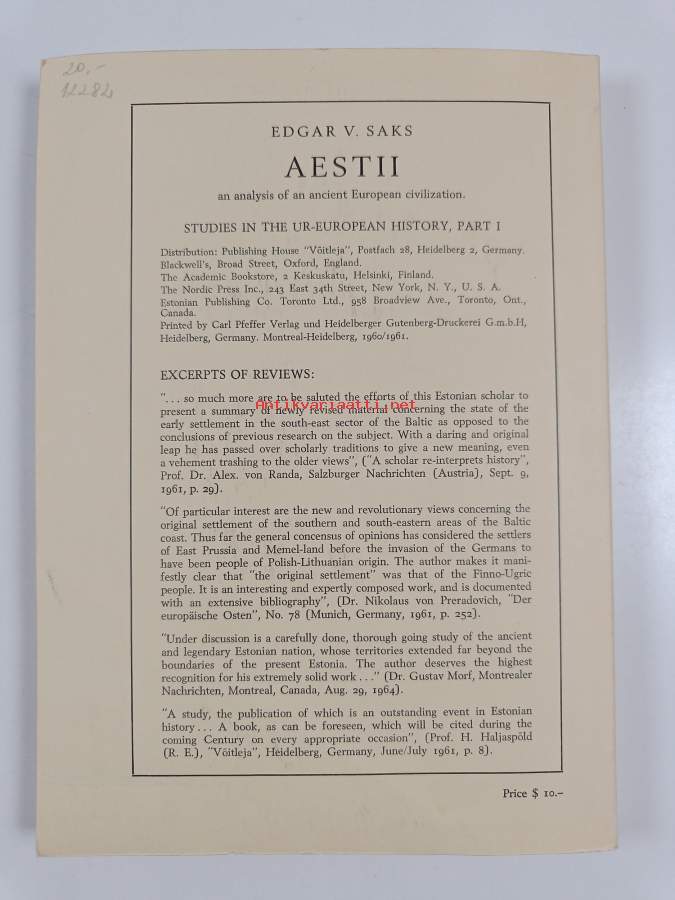 20,-
12282
EDGAR V. SAKS
AESTII
an analysis of an ancient European civilization.
STUDIES IN THE UR-EUROPEAN HISTORY, PART I
Distribution: Publishing House "Võitleja", Postfach 28, Heidelberg 2, Germany.
Blackwell's, Broad Street, Oxford, England.
The Academic Bookstore, 2 Keskuskatu, Helsinki, Finland.
The Nordic Press Inc., 243 East 34th Street, New York, N. Y., U. S. A.
Estonian Publishing Co. Toronto Ltd., 958 Broadview Ave., Toronto, Ont.,
Canada.
Printed by Carl Pfeffer Verlag und Heidelberger Gutenberg-Druckerei G.m.b.H,
Heidelberg, Germany. Montreal-Heidelberg, 1960/1961.
EXCERPTS OF REVIEWS:
"... so much more are to be saluted the efforts of this Estonian scholar to
Antikvariaatti.net
present a summary of newly revised material concerning the state of the
early settlement in the south-east sector of the Baltic as opposed to the
conclusions of previous research on the subject. With a daring and original
leap he has passed over scholarly traditions to give a new meaning, even
a vehement trashing to the older views", ("A scholar re-interprets history",
Prof. Dr. Alex. von Randa, Salzburger Nachrichten (Austria), Sept. 9,
1961, p. 29).
"Of particular interest are the new and revolutionary views concerning the
original settlement of the southern and south-eastern areas of the Baltic
coast. Thus far the general concensus of opinions has considered the settlers
of East Prussia and Memel-land before the invasion of the Germans to
have been people of Polish-Lithuanian origin. The author makes it mani-
festly clear that "the original settlement" was that of the Finno-Ugric
people. It is an interesting and expertly composed work, and is documented
with an extensive bibliography", (Dr. Nikolaus von Preradovich, "Der
europäische Osten", No. 78 (Munich, Germany, 1961, p. 252).
"Under discussion is a carefully done, thorough going study of the ancient
and legendary Estonian nation, whose territories extended far beyond the
boundaries of the present Estonia. The author deserves the highest
recognition for his extremely solid work ..." (Dr. Gustav Morf, Montrealer
Nachrichten, Montreal, Canada, Aug. 29, 1964).
"A study, the publication of which is an outstanding event in Estonian
history ... A book, as can be foreseen, which will be cited during the
coming Century on every appropriate occasion", (Prof. H. Haljaspõld
(R. E.), "Võitleja", Heidelberg, Germany, June/July 1961, p. 8).
Price $ 10.–